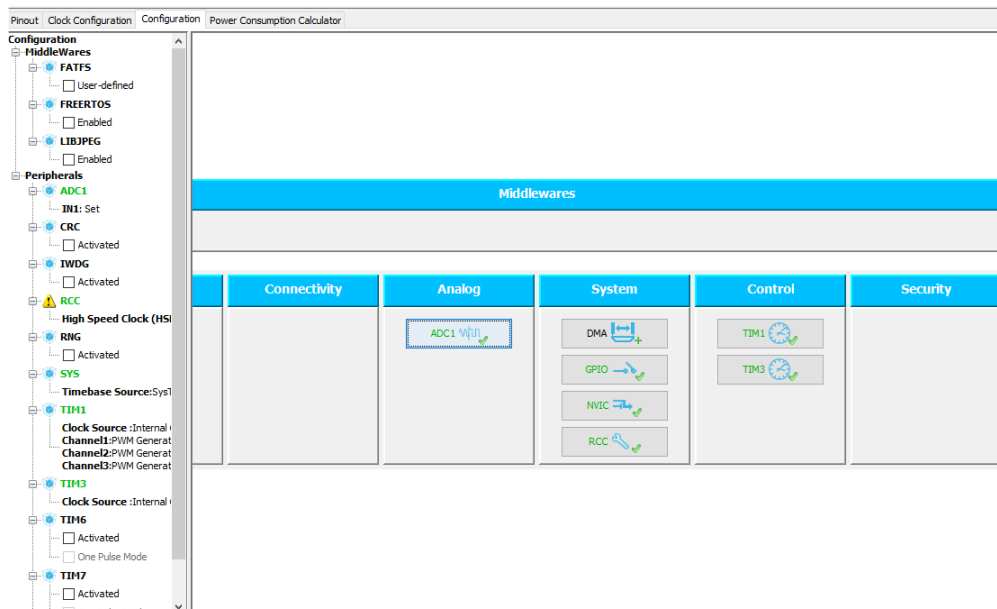 Pinout Clock Configuration Configuration Power Consumption Calculator
Configuration
MiddleWares
FATFS
User-defined
FREERTOS
Enabled
LIBJPEG
Enabled
Peripherals
ADC1
IN1: Set
CRC
Activated
IWDG
Activated
RCC
High Speed Clock (HSI
RNG
Activated
SYS
Timebase Source:SysT
TIM1
Clock Source :Internal
Channel1:PWM Generat
Channel2:PWM Generat
Channel3:PWM Generat
TIM3
Clock Source :Internal
TIM6
Activated
One Pulse Mode
TIM7
Activated
Middlewares
Connectivity Analog System Control Security
ADC1 DMA TIM1
GPIO TIM3
NVIC
RCC